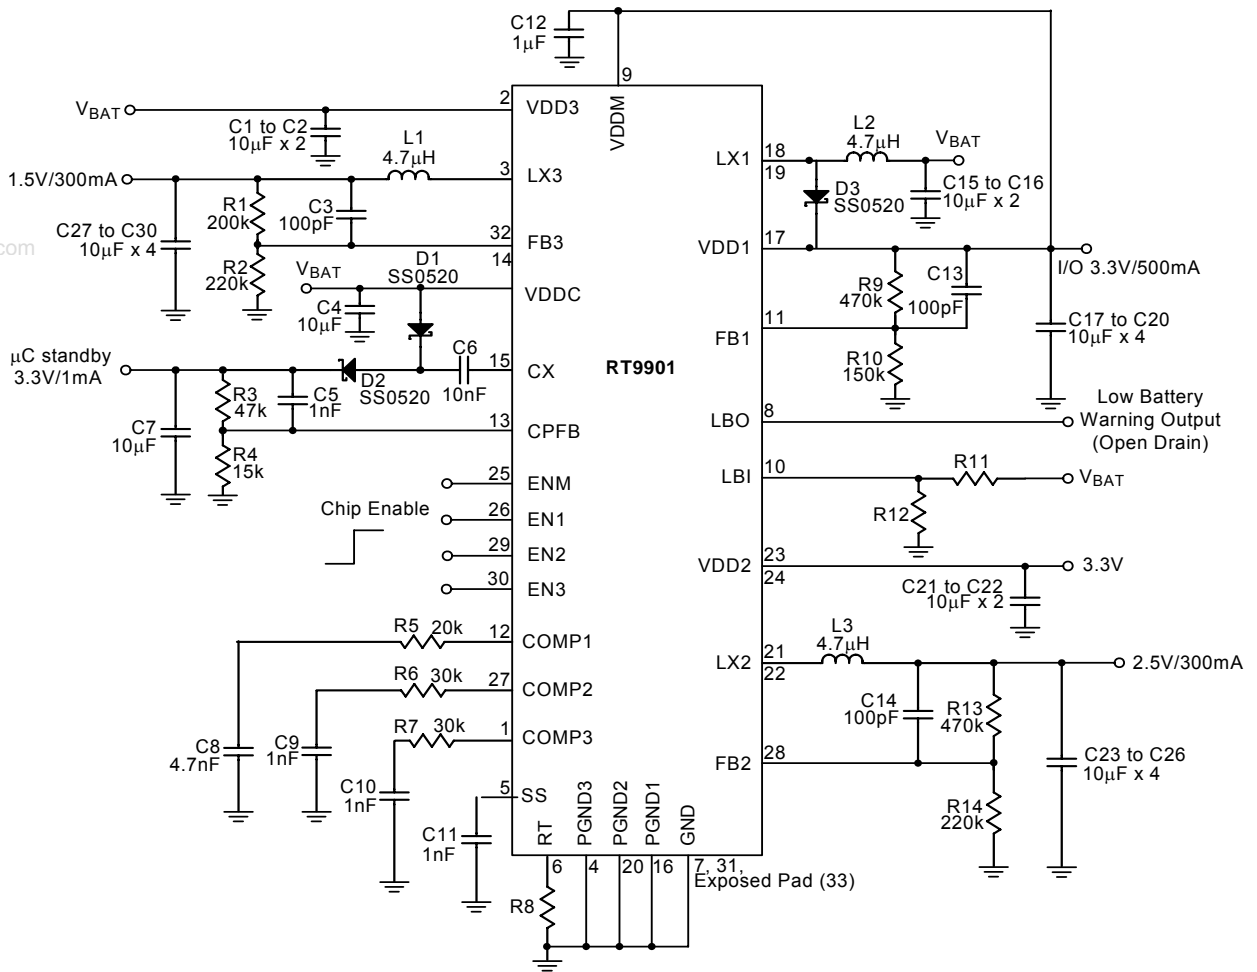 C12
1μF
9
VDDM
VBAT
2
VDD3
C1 to C2
10μF x 2
L1
4.7μH
1.5V/300mA
3
LX3
R1
200k
C3
100pF
C27 to C30
10μF x 4
32
FB3
R2
220k
.com
14
VDDC
VBAT
D1
SS0520
C4
10μF
μC standby
3.3V/1mA
C6
10nF
15
CX
D2
SS0520
R3
47k
C5
1nF
C7
10μF
13
CPFB
R4
15k
25
ENM
Chip Enable
26
EN1
29
EN2
30
EN3
R5 20k
12
COMP1
R6 30k
27
COMP2
R7 30k
1
COMP3
C8
4.7nF
C9
1nF
C10
1nF
5
SS
C11
1nF
RT9901
L2
4.7μH
VBAT
LX1
18
19
D3
SS0520
C15 to C16
10μF x 2
VDD1
17
I/O 3.3V/500mA
R9
470k
C13
100pF
FB1
11
C17 to C20
10μF x 4
R10
150k
LBO
8
Low Battery
Warning Output
(Open Drain)
LBI
10
R11
VBAT
R12
VDD2
23
24
3.3V
C21 to C22
10μF x 2
L3
4.7μH
LX2
21
22
2.5V/300mA
C14
100pF
R13
470k
FB2
28
C23 to C26
10μF x 4
R14
220k
RT
PGND3
PGND2
PGND1
GND
6
4
20
16
7, 31,
Exposed Pad (33)
R8